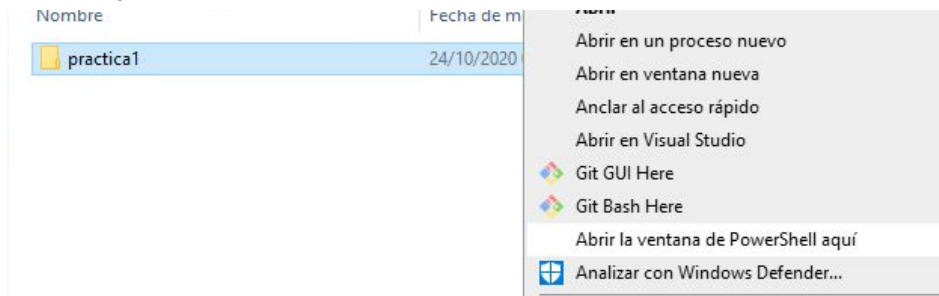 Nombre
Fecha de m
practica1
24/10/2020
Abrir
Abrir en un proceso nuevo
Abrir en ventana nueva
Anclar al acceso rápido
Abrir en Visual Studio
Git GUI Here
Git Bash Here
Abrir la ventana de PowerShell aquí
Analizar con Windows Defender...